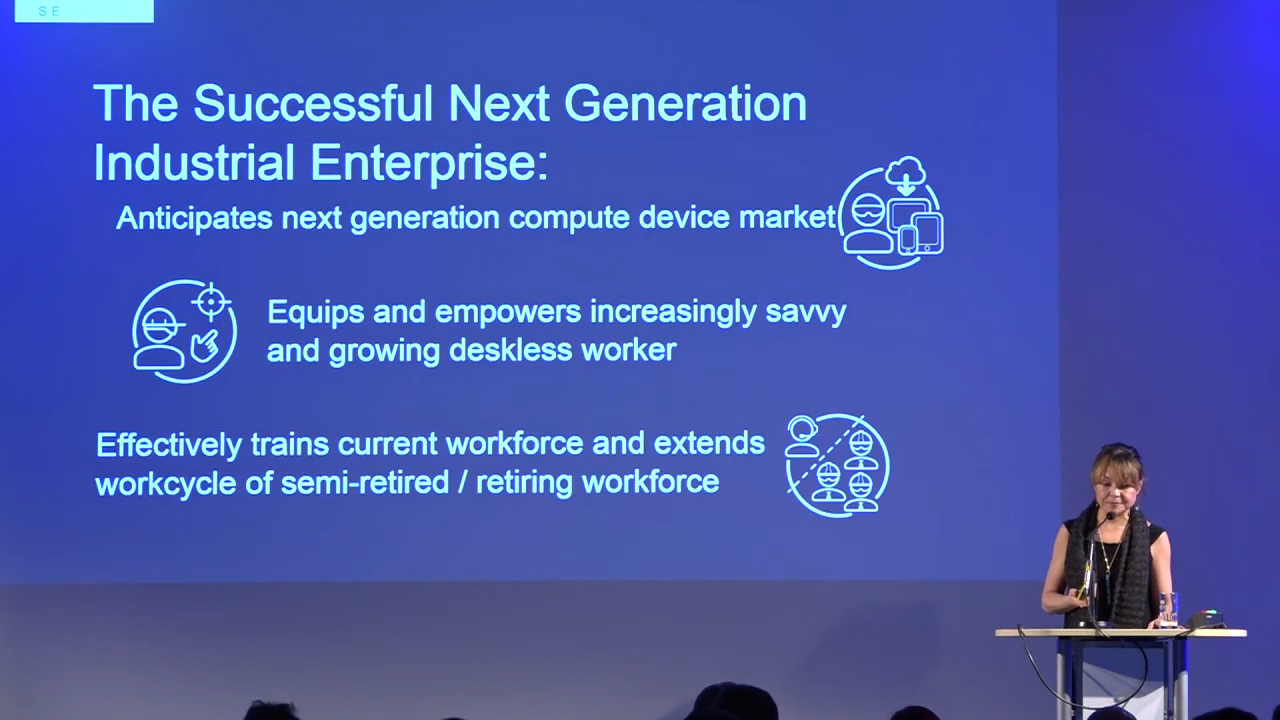 SE
The Successful Next Generation
Industrial Enterprise:
Anticipates next generation compute device market
Equips and empowers increasingly savvy
and growing deskless worker
Effectively trains current workforce and extends
workcycle of semi-retired / retiring workforce